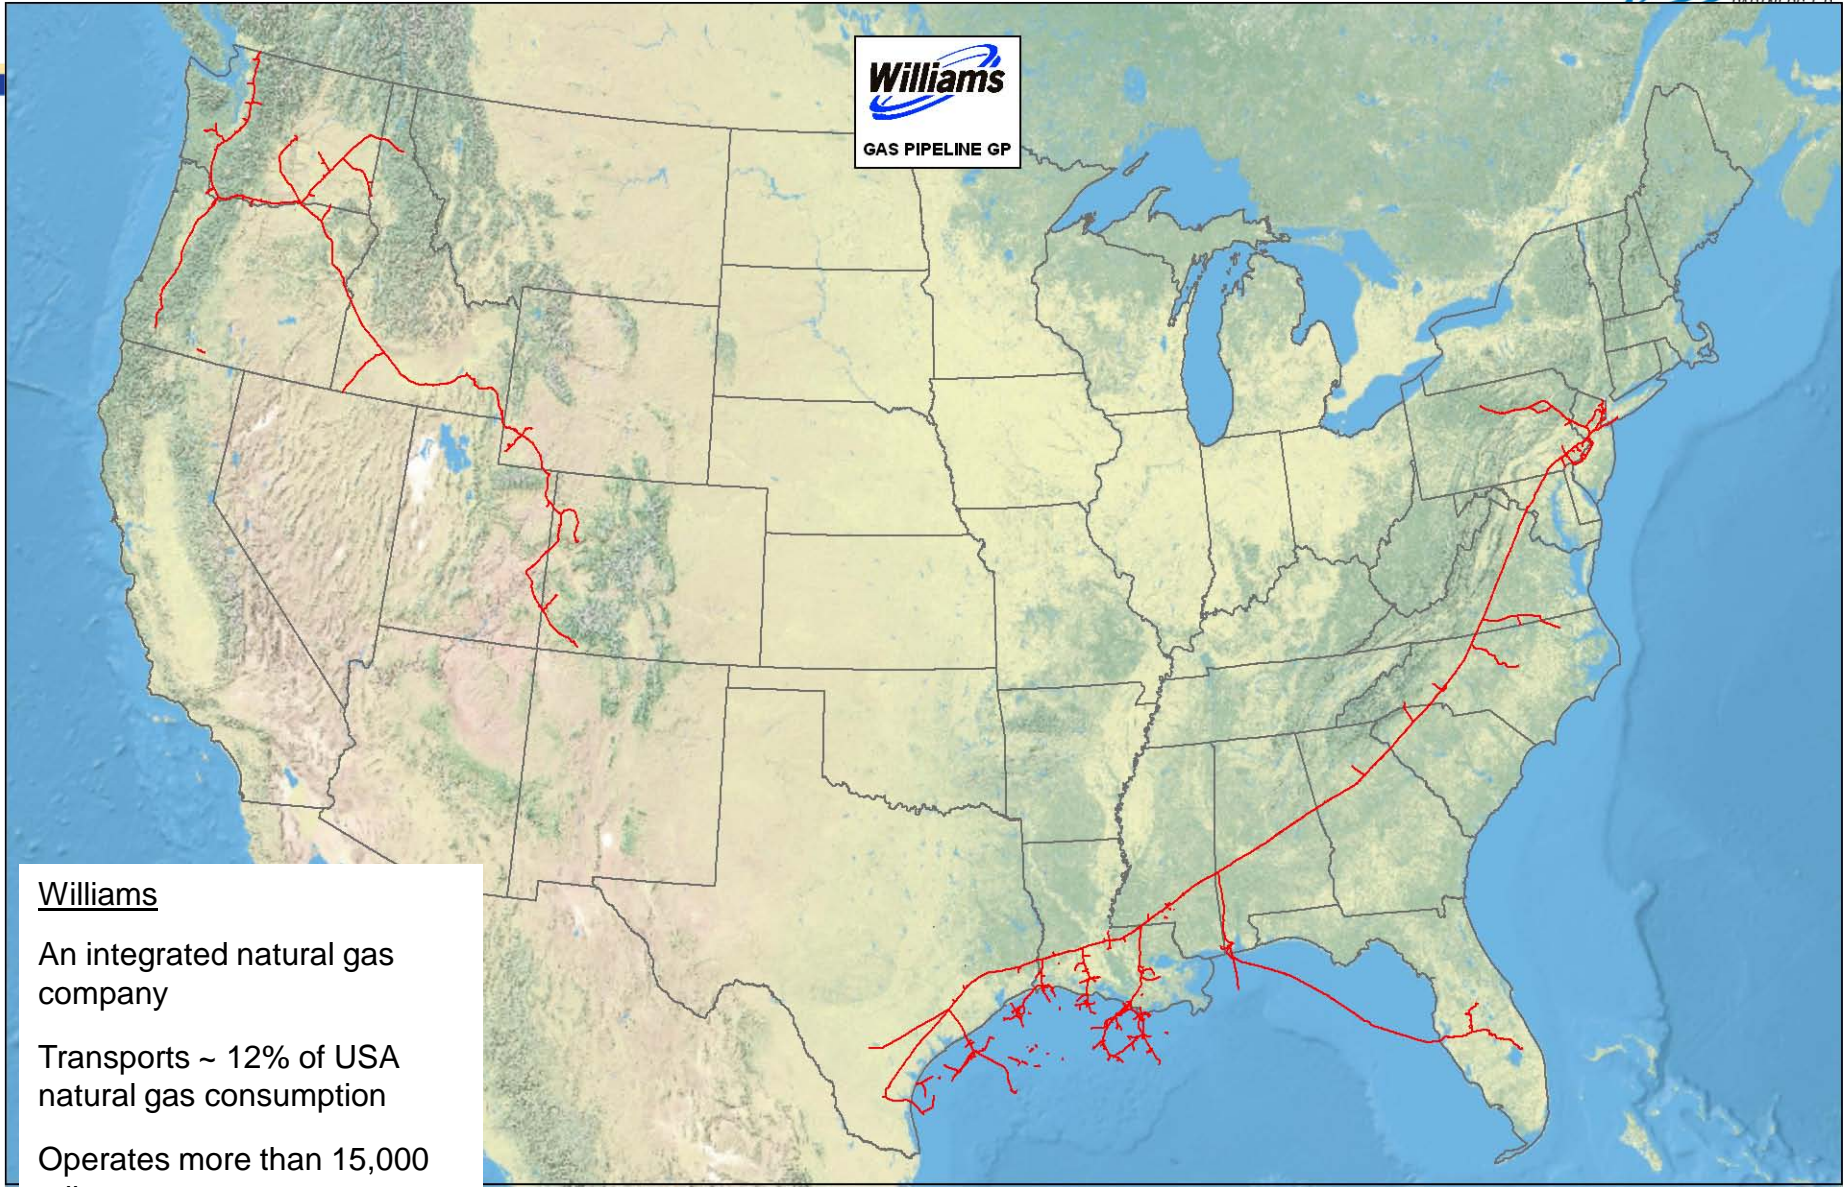 Williams
GAS PIPELINE GP
Williams
An integrated natural gas
company
Transports ~ 12% of USA
natural gas consumption
Operates more than 15,000